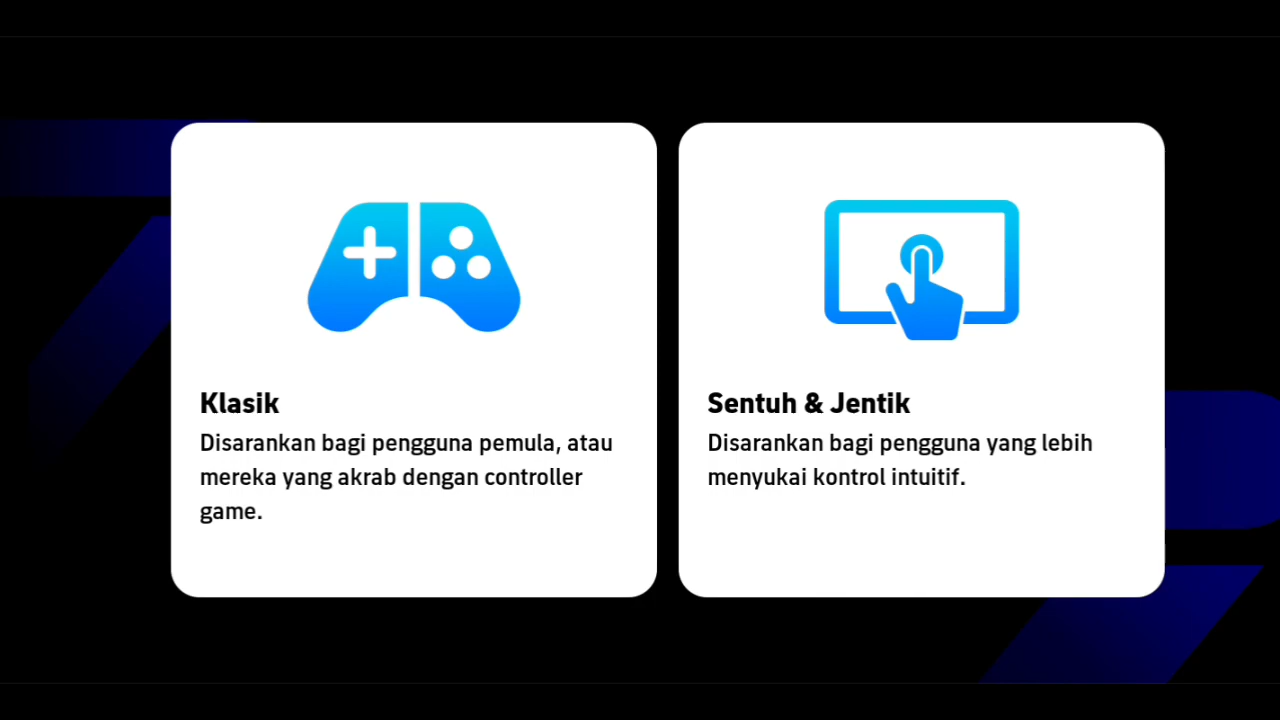 Klasik
Disarankan bagi pengguna pemula, atau
mereka yang akrab dengan controller
game.
Sentuh & Jentik
Disarankan bagi pengguna yang lebih
menyukai kontrol intuitif.